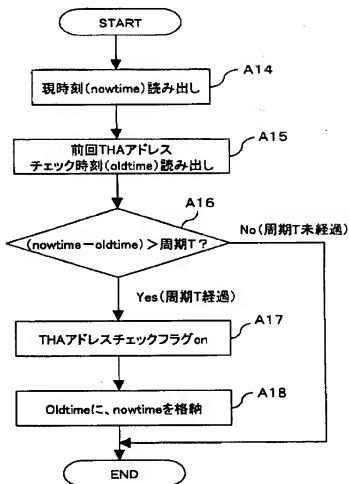 START
A14
現時刻(nowtime)読み出し
A15
前回THAアドレス
チェック時刻(oldtime)読み出し
A16
(nowtime－oldtime)＞周期T?
No(周期T未経過)
Yes(周期T経過)
A17
THAアドレスチェックフラグon
A18
Oldtimeに、nowtimeを格納
END